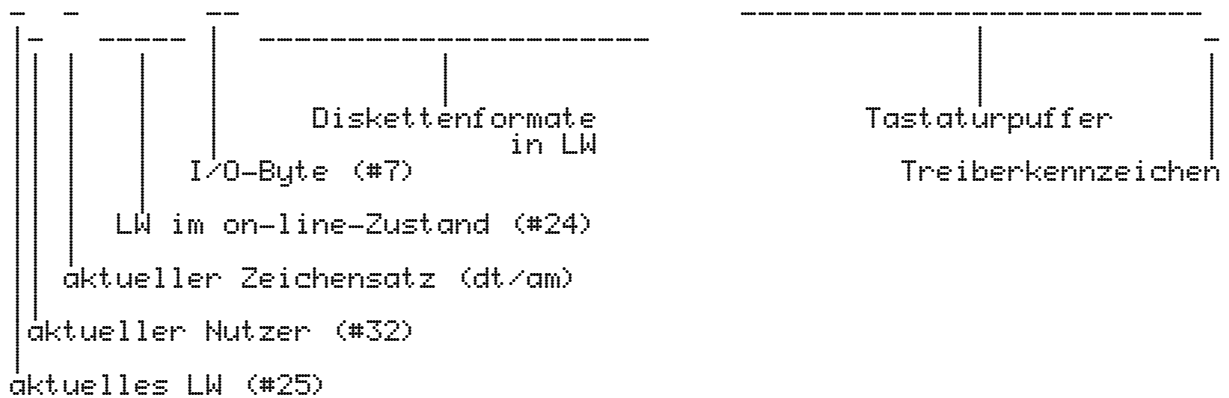 Diskettenformate
in LW
Tastaturpuffer
I/O-Byte (#7)
Treiberkennzeichen
LW im on-line-Zustand (#24)
aktueller Zeichensatz (dt/am)
aktueller Nutzer (#32)
aktuelles LW (#25)